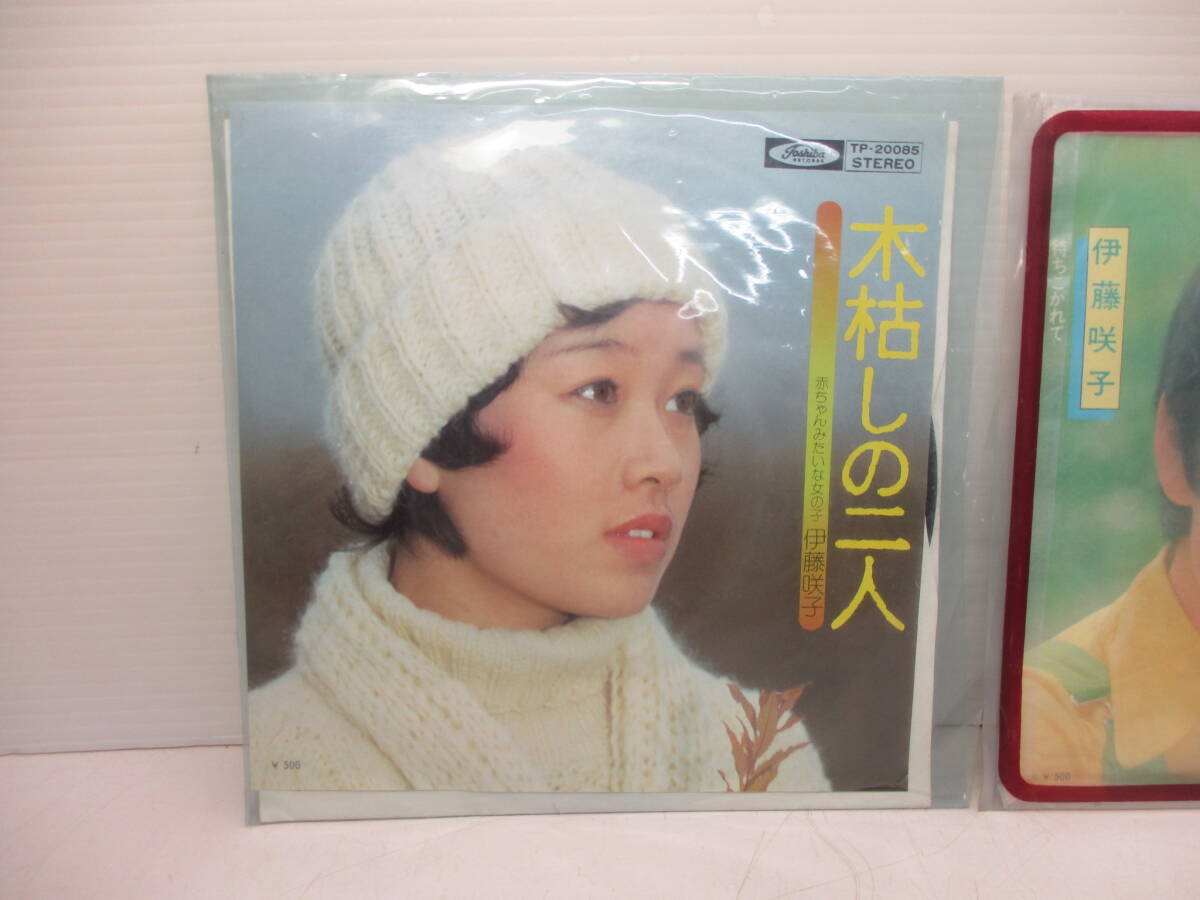 Toshiba
RECORDS
TP-20085
STEREO
木枯しの二人
赤ちゃんみたいな女の子
伊藤咲子
¥ 500
伊藤咲子
待ちこがれて
¥ 500